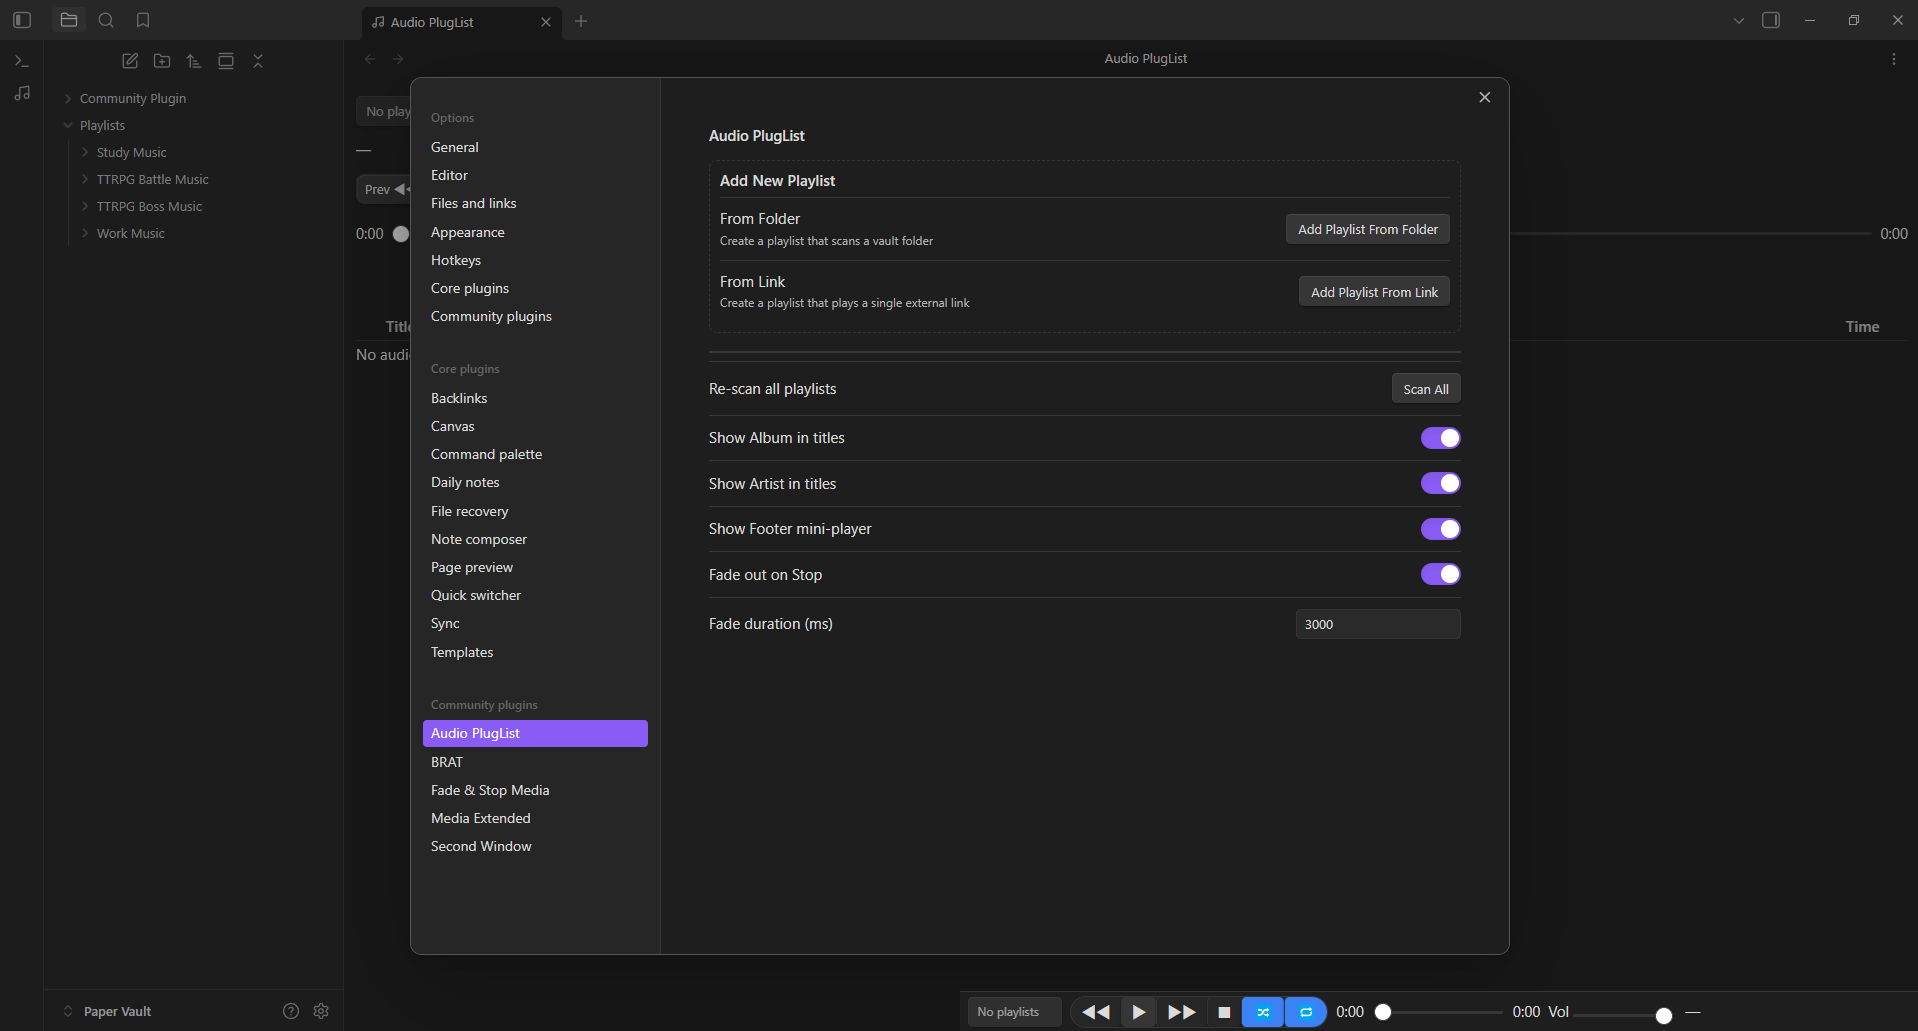 Audio PlugList
Audio PlugList
Community Plugin
Playlists
Study Music
TTRPG Battle Music
TTRPG Boss Music
Work Music
Paper Vault
No play
Prev
0:00
0:00
Title
Time
No audi
Options
General
Editor
Files and links
Appearance
Hotkeys
Core plugins
Community plugins
Core plugins
Backlinks
Canvas
Command palette
Daily notes
File recovery
Note composer
Page preview
Quick switcher
Sync
Templates
Community plugins
Audio PlugList
BRAT
Fade & Stop Media
Media Extended
Second Window
Audio PlugList
Add New Playlist
From Folder
Create a playlist that scans a vault folder
Add Playlist From Folder
From Link
Create a playlist that plays a single external link
Add Playlist From Link
Re-scan all playlists
Scan All
Show Album in titles
Show Artist in titles
Show Footer mini-player
Fade out on Stop
Fade duration (ms)
3000
No playlists
0:00
0:00 Vol
—